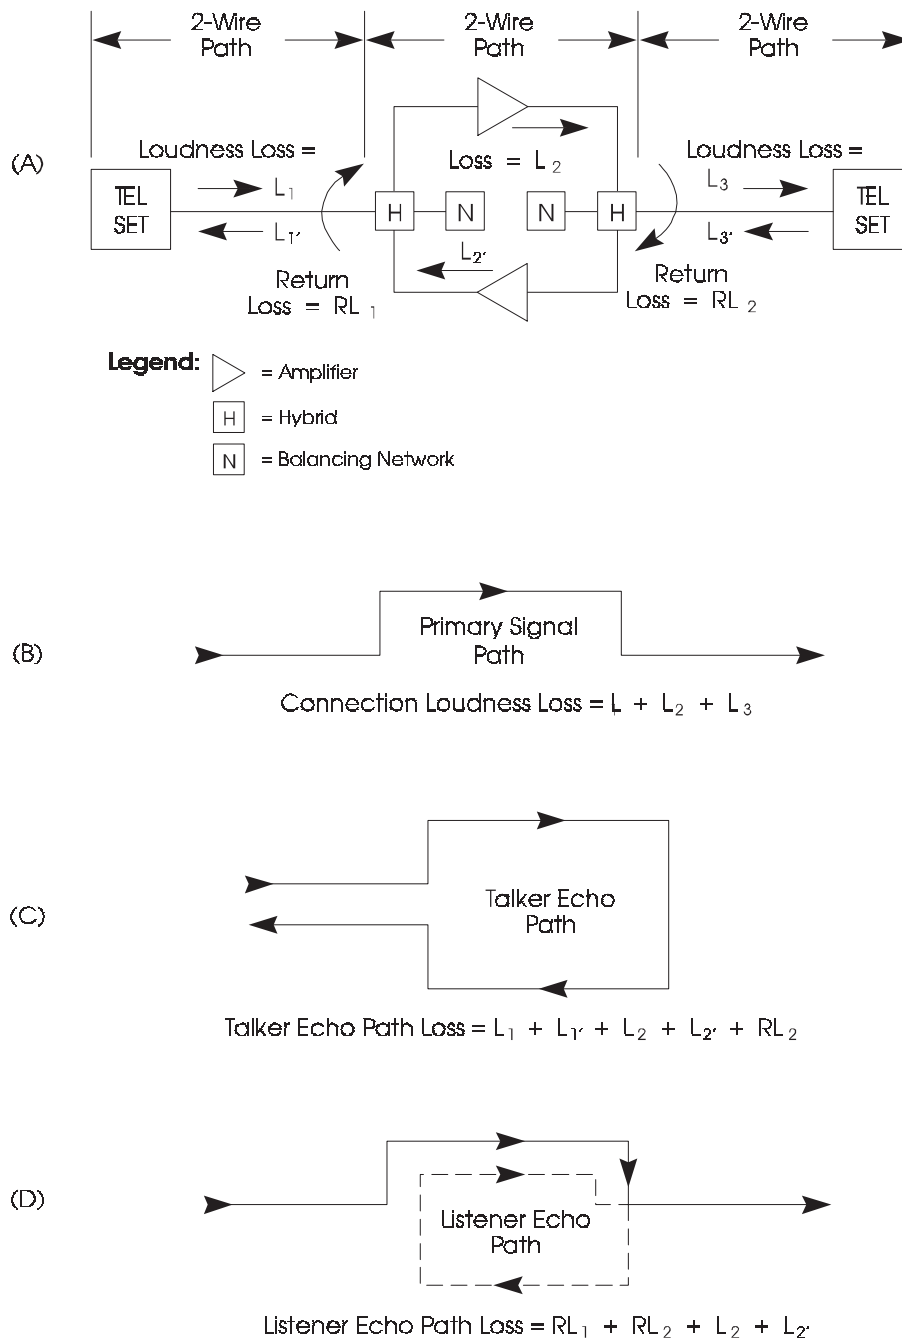 2-Wire Path
2-Wire Path
2-Wire Path
(A)
Loudness Loss =
Loss = L2
Loudness Loss =
TEL SET
L1
L1'
H
N
N
H
L2'
L3
L3'
TEL SET
Return Loss = RL1
Return Loss = RL2
Legend:
= Amplifier
H = Hybrid
N = Balancing Network
(B)
Primary Signal Path
Connection Loudness Loss = L + L2 + L3
(C)
Talker Echo Path
Talker Echo Path Loss = L1 + L1' + L2 + L2' + RL2
(D)
Listener Echo Path
Listener Echo Path Loss = RL1 + RL2 + L2 + L2'